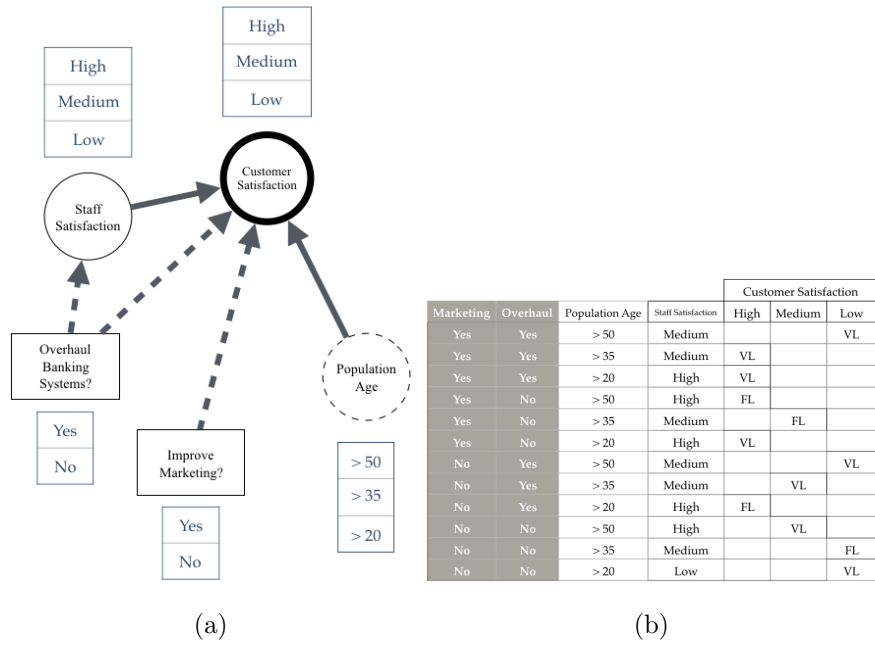 High
Medium
Low
High
Medium
Low
Customer
Satisfaction
Staff
Satisfaction
Overhaul
Banking
Systems?
Yes
No
Improve
Marketing?
Yes
No
Population
Age
> 50
> 35
> 20
(a)
Customer Satisfaction
Marketing Overhaul Population Age Staff Satisfaction High Medium Low
Yes Yes > 50 Medium VL
Yes Yes > 35 Medium VL
Yes Yes > 20 High VL
Yes No > 50 High FL
Yes No > 35 Medium FL
Yes No > 20 High VL
No Yes > 50 Medium VL
No Yes > 35 Medium VL
No Yes > 20 High FL
No No > 50 High VL
No No > 35 Medium FL
No No > 20 Low VL
(b)